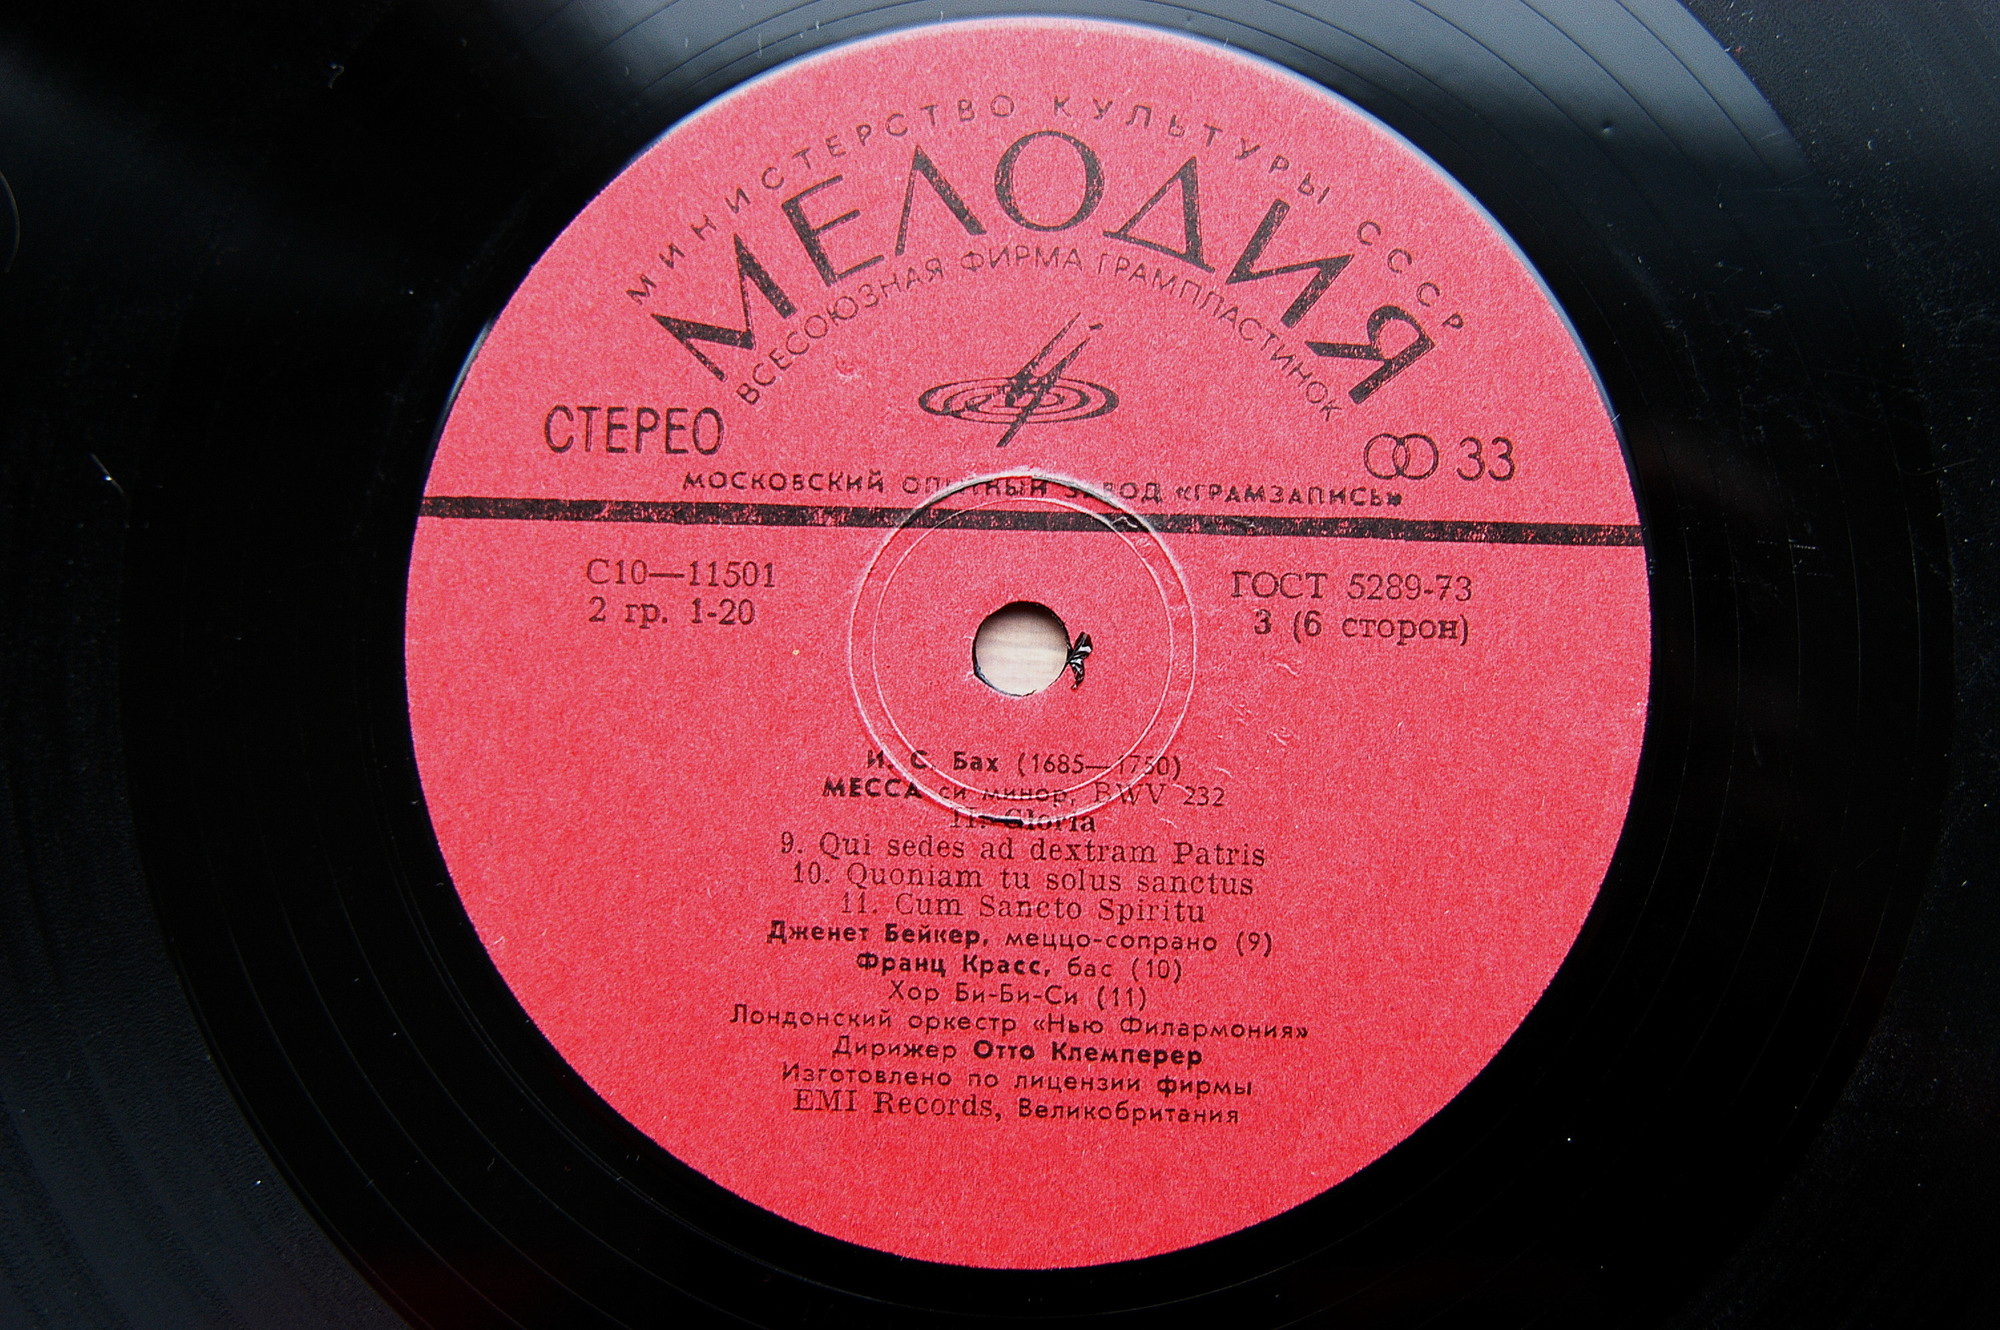 МИНИСТЕРСТВО КУЛЬТУРЫ СССР
МЕЛОДИЯ
ВСЕСОЮЗНАЯ ФИРМА ГРАМПЛАСТИНОК
СТЕРЕО
33
МОСКОВСКИЙ ОПЫТНЫЙ ЗАВОД «ГРАМЗАПИСЬ»
С10—11501
ГОСТ 5289-73
2 гр. 1-20
3 (6 сторон)
И. С. Бах (1685—1750)
МЕССА си минор, BWV 232
II. Gloria
9. Qui sedes ad dextram Patris
10. Quoniam tu solus sanctus
11. Cum Sancto Spiritu
Дженет Бейкер, меццо-сопрано (9)
Франц Красс, бас (10)
Хор Би-Би-Си (11)
Лондонский оркестр «Нью Филармония»
Дирижер Отто Клемперер
Изготовлено по лицензии фирмы
EMI Records, Великобритания